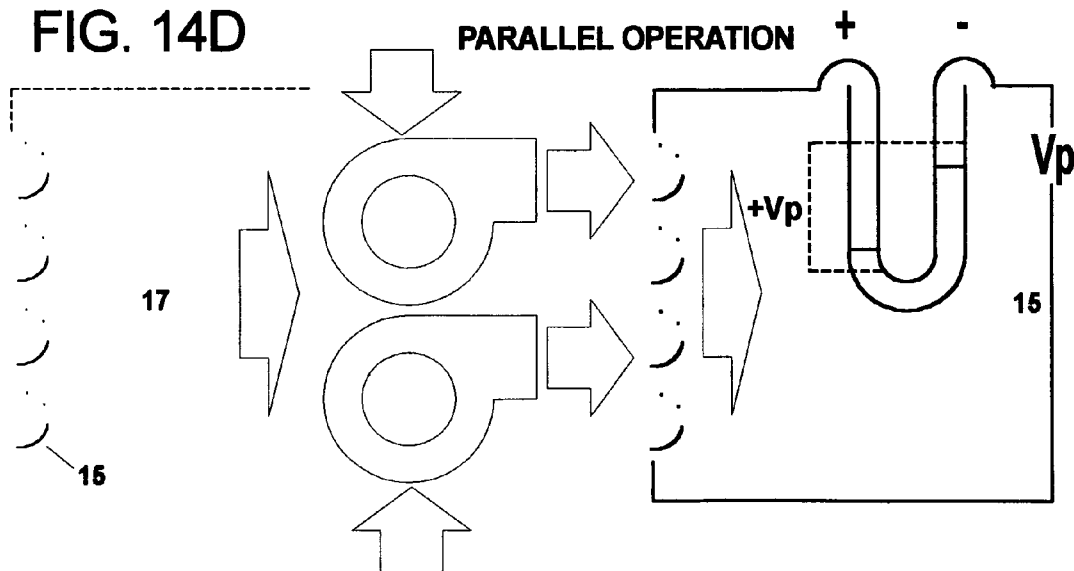 FIG. 14D
PARALLEL OPERATION
+ -
Vp
+Vp
17
15
15